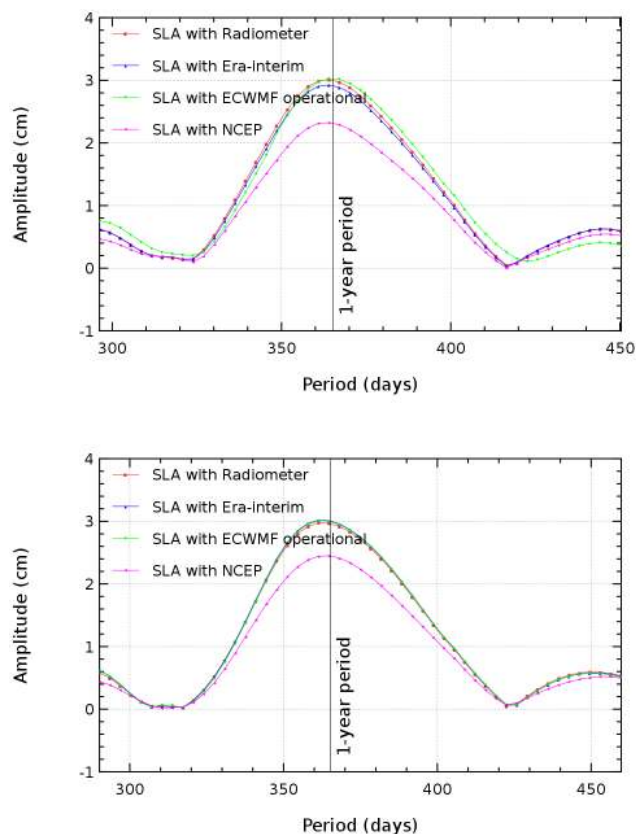 4
SLA with Radiometer
3
SLA with Era-interim
SLA with ECWMF operational
2
SLA with NCEP
1
0
-1
Amplitude (cm)
1-year period
300
350
400
450
Period (days)
4
SLA with Radiometer
3
SLA with Era-interim
SLA with ECWMF operational
2
SLA with NCEP
1
0
-1
Amplitude (cm)
1-year period
300
350
400
Period (days)